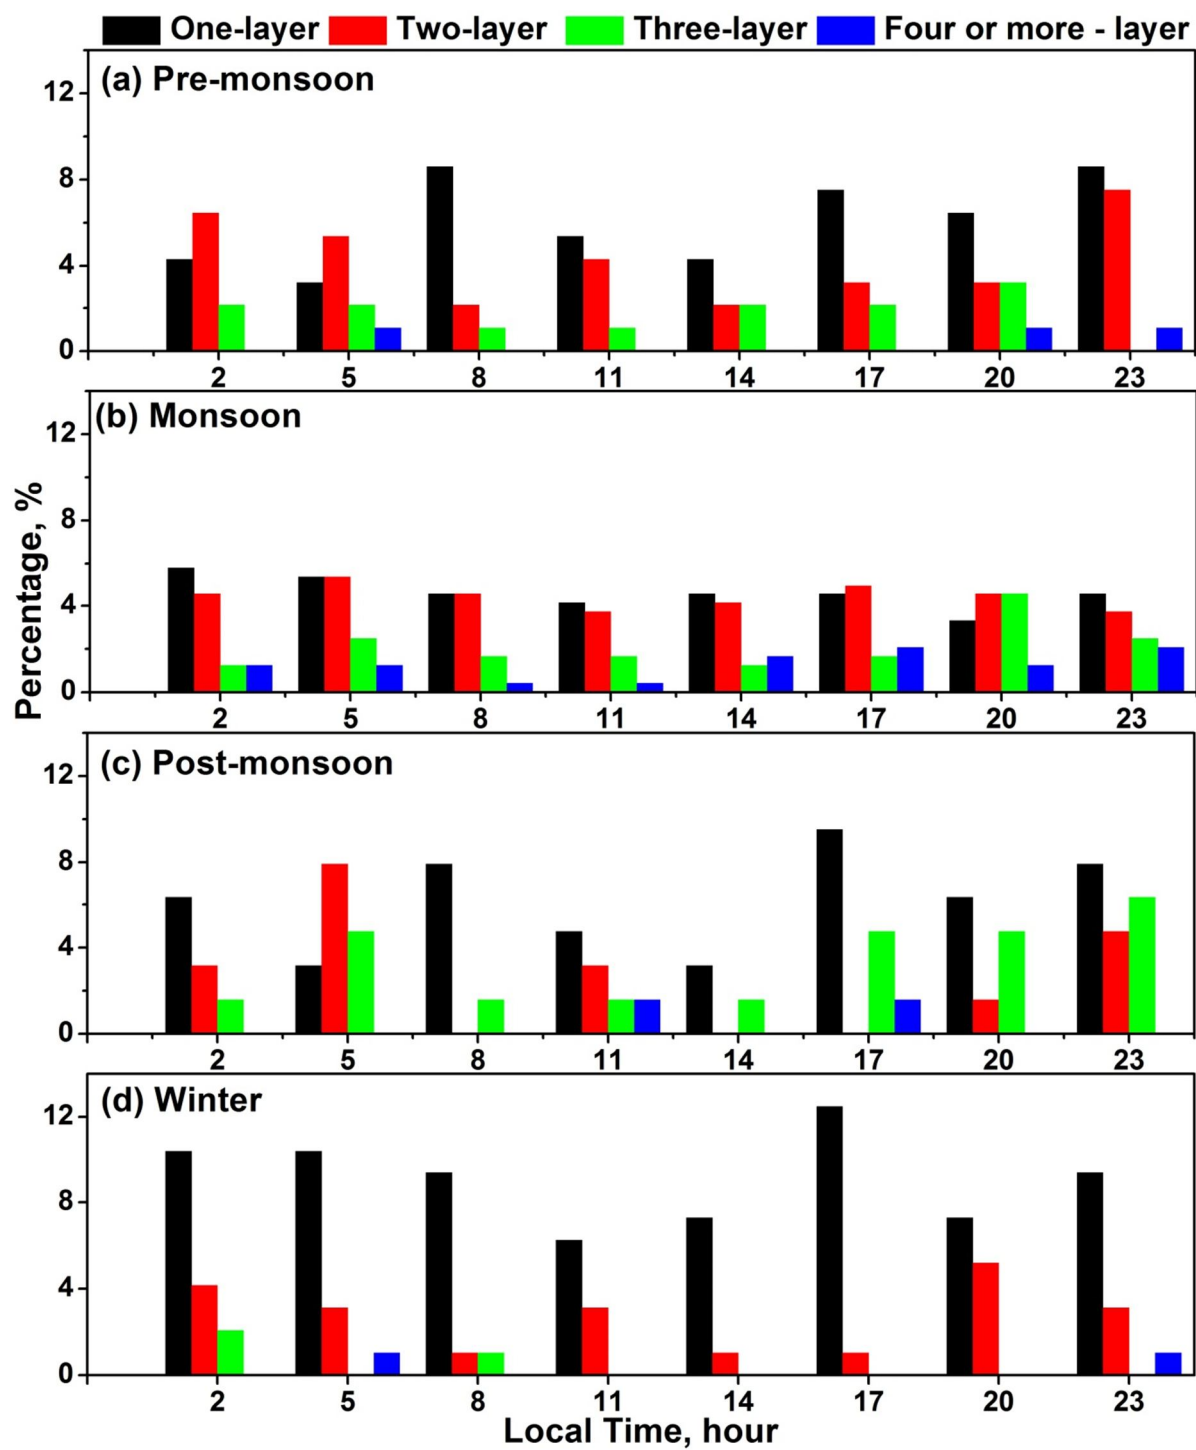 One-layer Two-layer Three-layer Four or more - layer
(a) Pre-monsoon
12
8
4
0
2 5 8 11 14 17 20 23
(b) Monsoon
12
8
4
0
2 5 8 11 14 17 20 23
Percentage, %
(c) Post-monsoon
12
8
4
0
2 5 8 11 14 17 20 23
(d) Winter
12
8
4
0
2 5 8 11 14 17 20 23
Local Time, hour